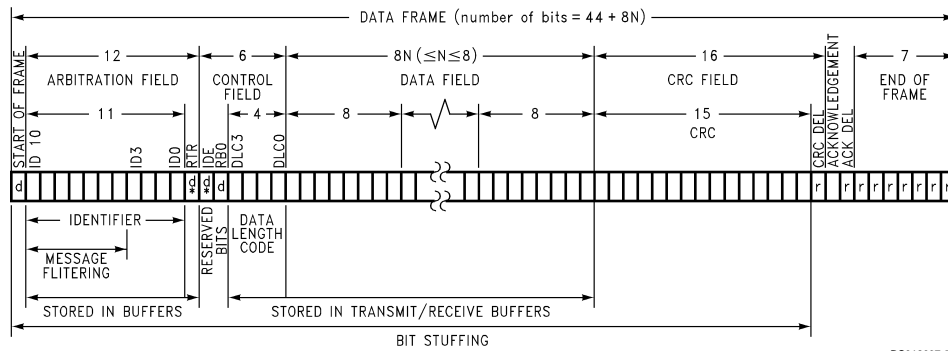 DATA FRAME (number of bits = 44 + 8N)
12
ARBITRATION FIELD
6
CONTROL
FIELD
8N (≤N≤8)
DATA FIELD
16
CRC FIELD
7
END OF
FRAME
11
4
8
8
15
CRC
START OF FRAME
ID 10
ID3
ID0
RTR
IDE
RB0
DLC3
DLC0
CRC DEL
ACKNOWLEDGEMENT
ACK DEL
d
d
*
d
*
d
r
r
r
r
r
r
r
r
r
IDENTIFIER
MESSAGE
FLITERING
RESERVED
BITS
DATA
LENGTH
CODE
STORED IN BUFFERS
STORED IN TRANSMIT/RECEIVE BUFFERS
BIT STUFFING